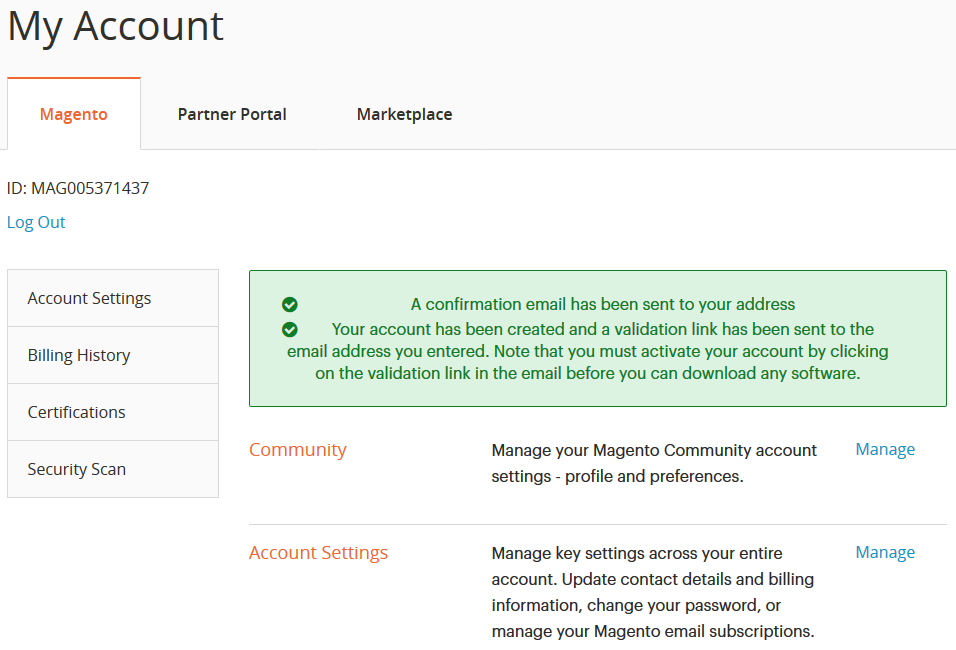 My Account
Magento
Partner Portal
Marketplace
ID: MAG005371437
Log Out
Account Settings
Billing History
Certifications
Security Scan
A confirmation email has been sent to your address
Your account has been created and a validation link has been sent to the
email address you entered. Note that you must activate your account by clicking
on the validation link in the email before you can download any software.
Community
Manage your Magento Community account
settings - profile and preferences.
Manage
Account Settings
Manage key settings across your entire
account. Update contact details and billing
information, change your password, or
manage your Magento email subscriptions.
Manage